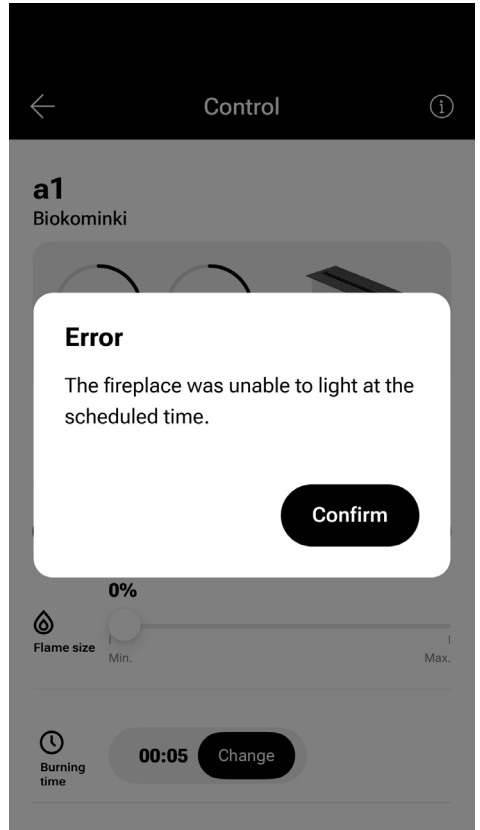 Control
a1
Biokominki
Error
The fireplace was unable to light at the
scheduled time.
Confirm
0%
Flame size
Min.
Max.
Burning
time
00:05
Change